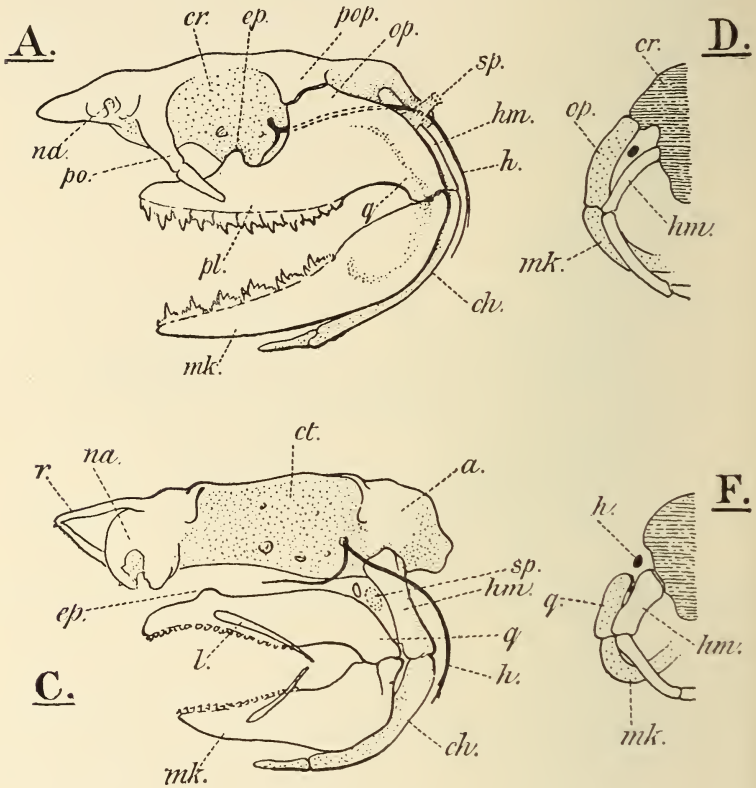 A.
cr.
ep.
pop.
op.
sp.
hm.
h.
na.
po.
q
pl.
ch.
mk.
D.
cr.
op.
hm.
mk.
C.
r.
na.
ct.
a.
sp.
hm.
ep.
q
l.
h.
ch.
mk.
F.
h.
q.
hm.
mk.